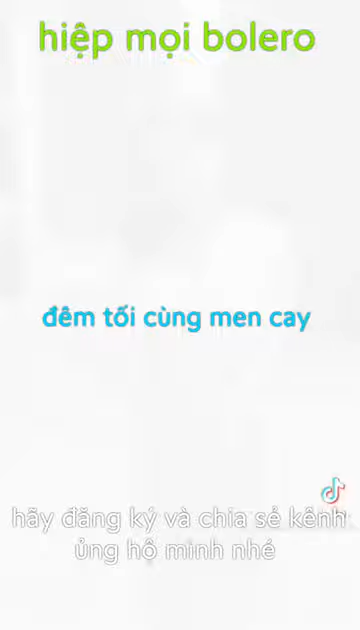 hiệp mọi bolero
đêm tối cùng men cay
hãy đăng ký và chia sẻ kênh
ủng hộ mình nhé